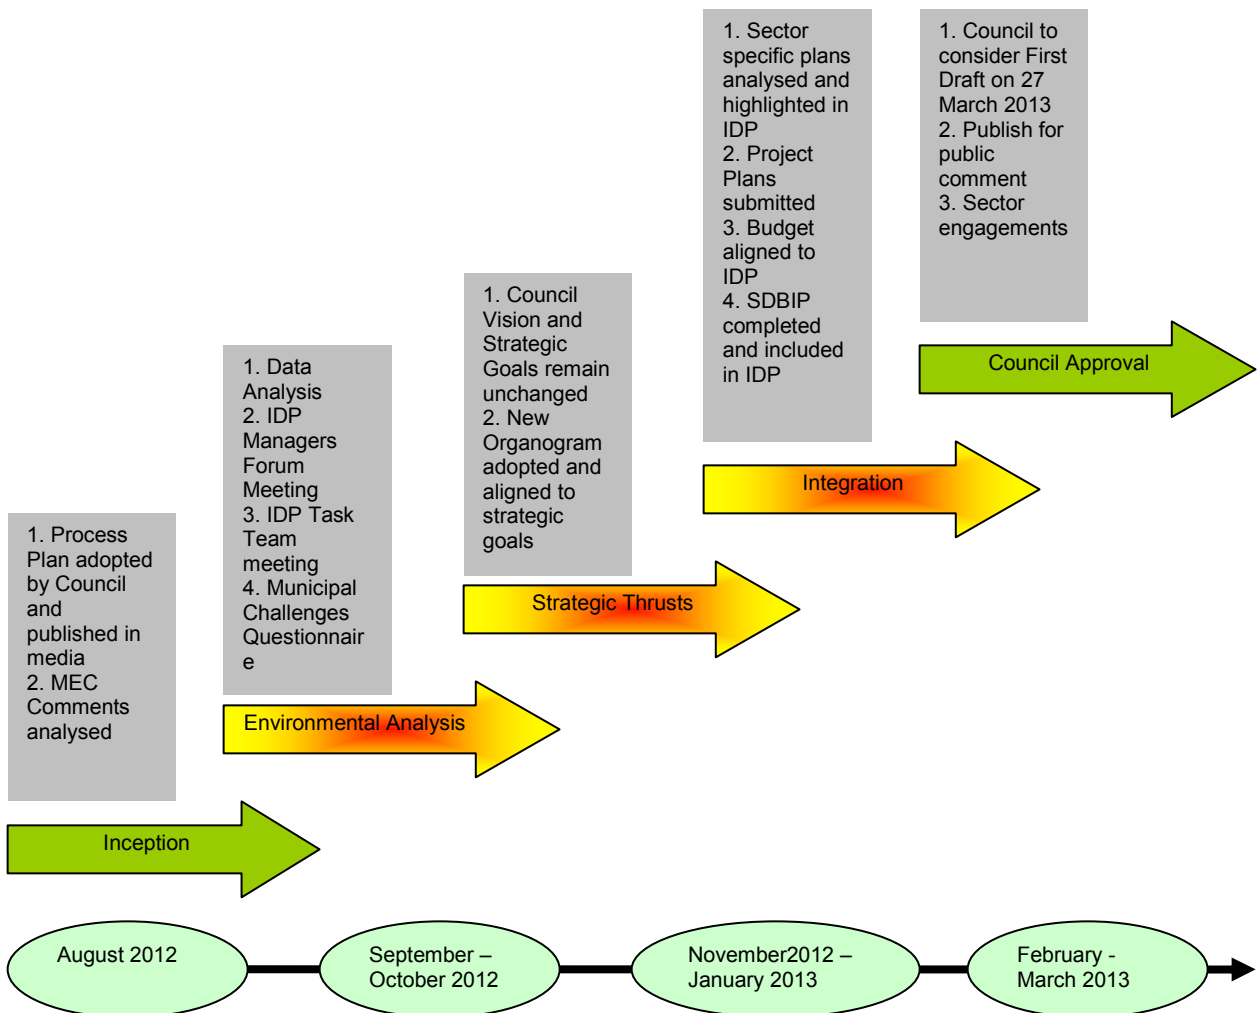 1. Process
Plan adopted
by Council
and
published in
media
2. MEC
Comments
analysed
Inception
1. Data
Analysis
2. IDP
Managers
Forum
Meeting
3. IDP Task
Team
meeting
4. Municipal
Challenges
Questionnair
e
Environmental Analysis
1. Council
Vision and
Strategic
Goals remain
unchanged
2. New
Organogram
adopted and
aligned to
strategic
goals
Strategic Thrusts
1. Sector
specific plans
analysed and
highlighted in
IDP
2. Project
Plans
submitted
3. Budget
aligned to
IDP
4. SDBIP
completed
and included
in IDP
Integration
1. Council to
consider First
Draft on 27
March 2013
2. Publish for
public
comment
3. Sector
engagements
Council Approval
August 2012
September –
October 2012
November2012 –
January 2013
February -
March 2013